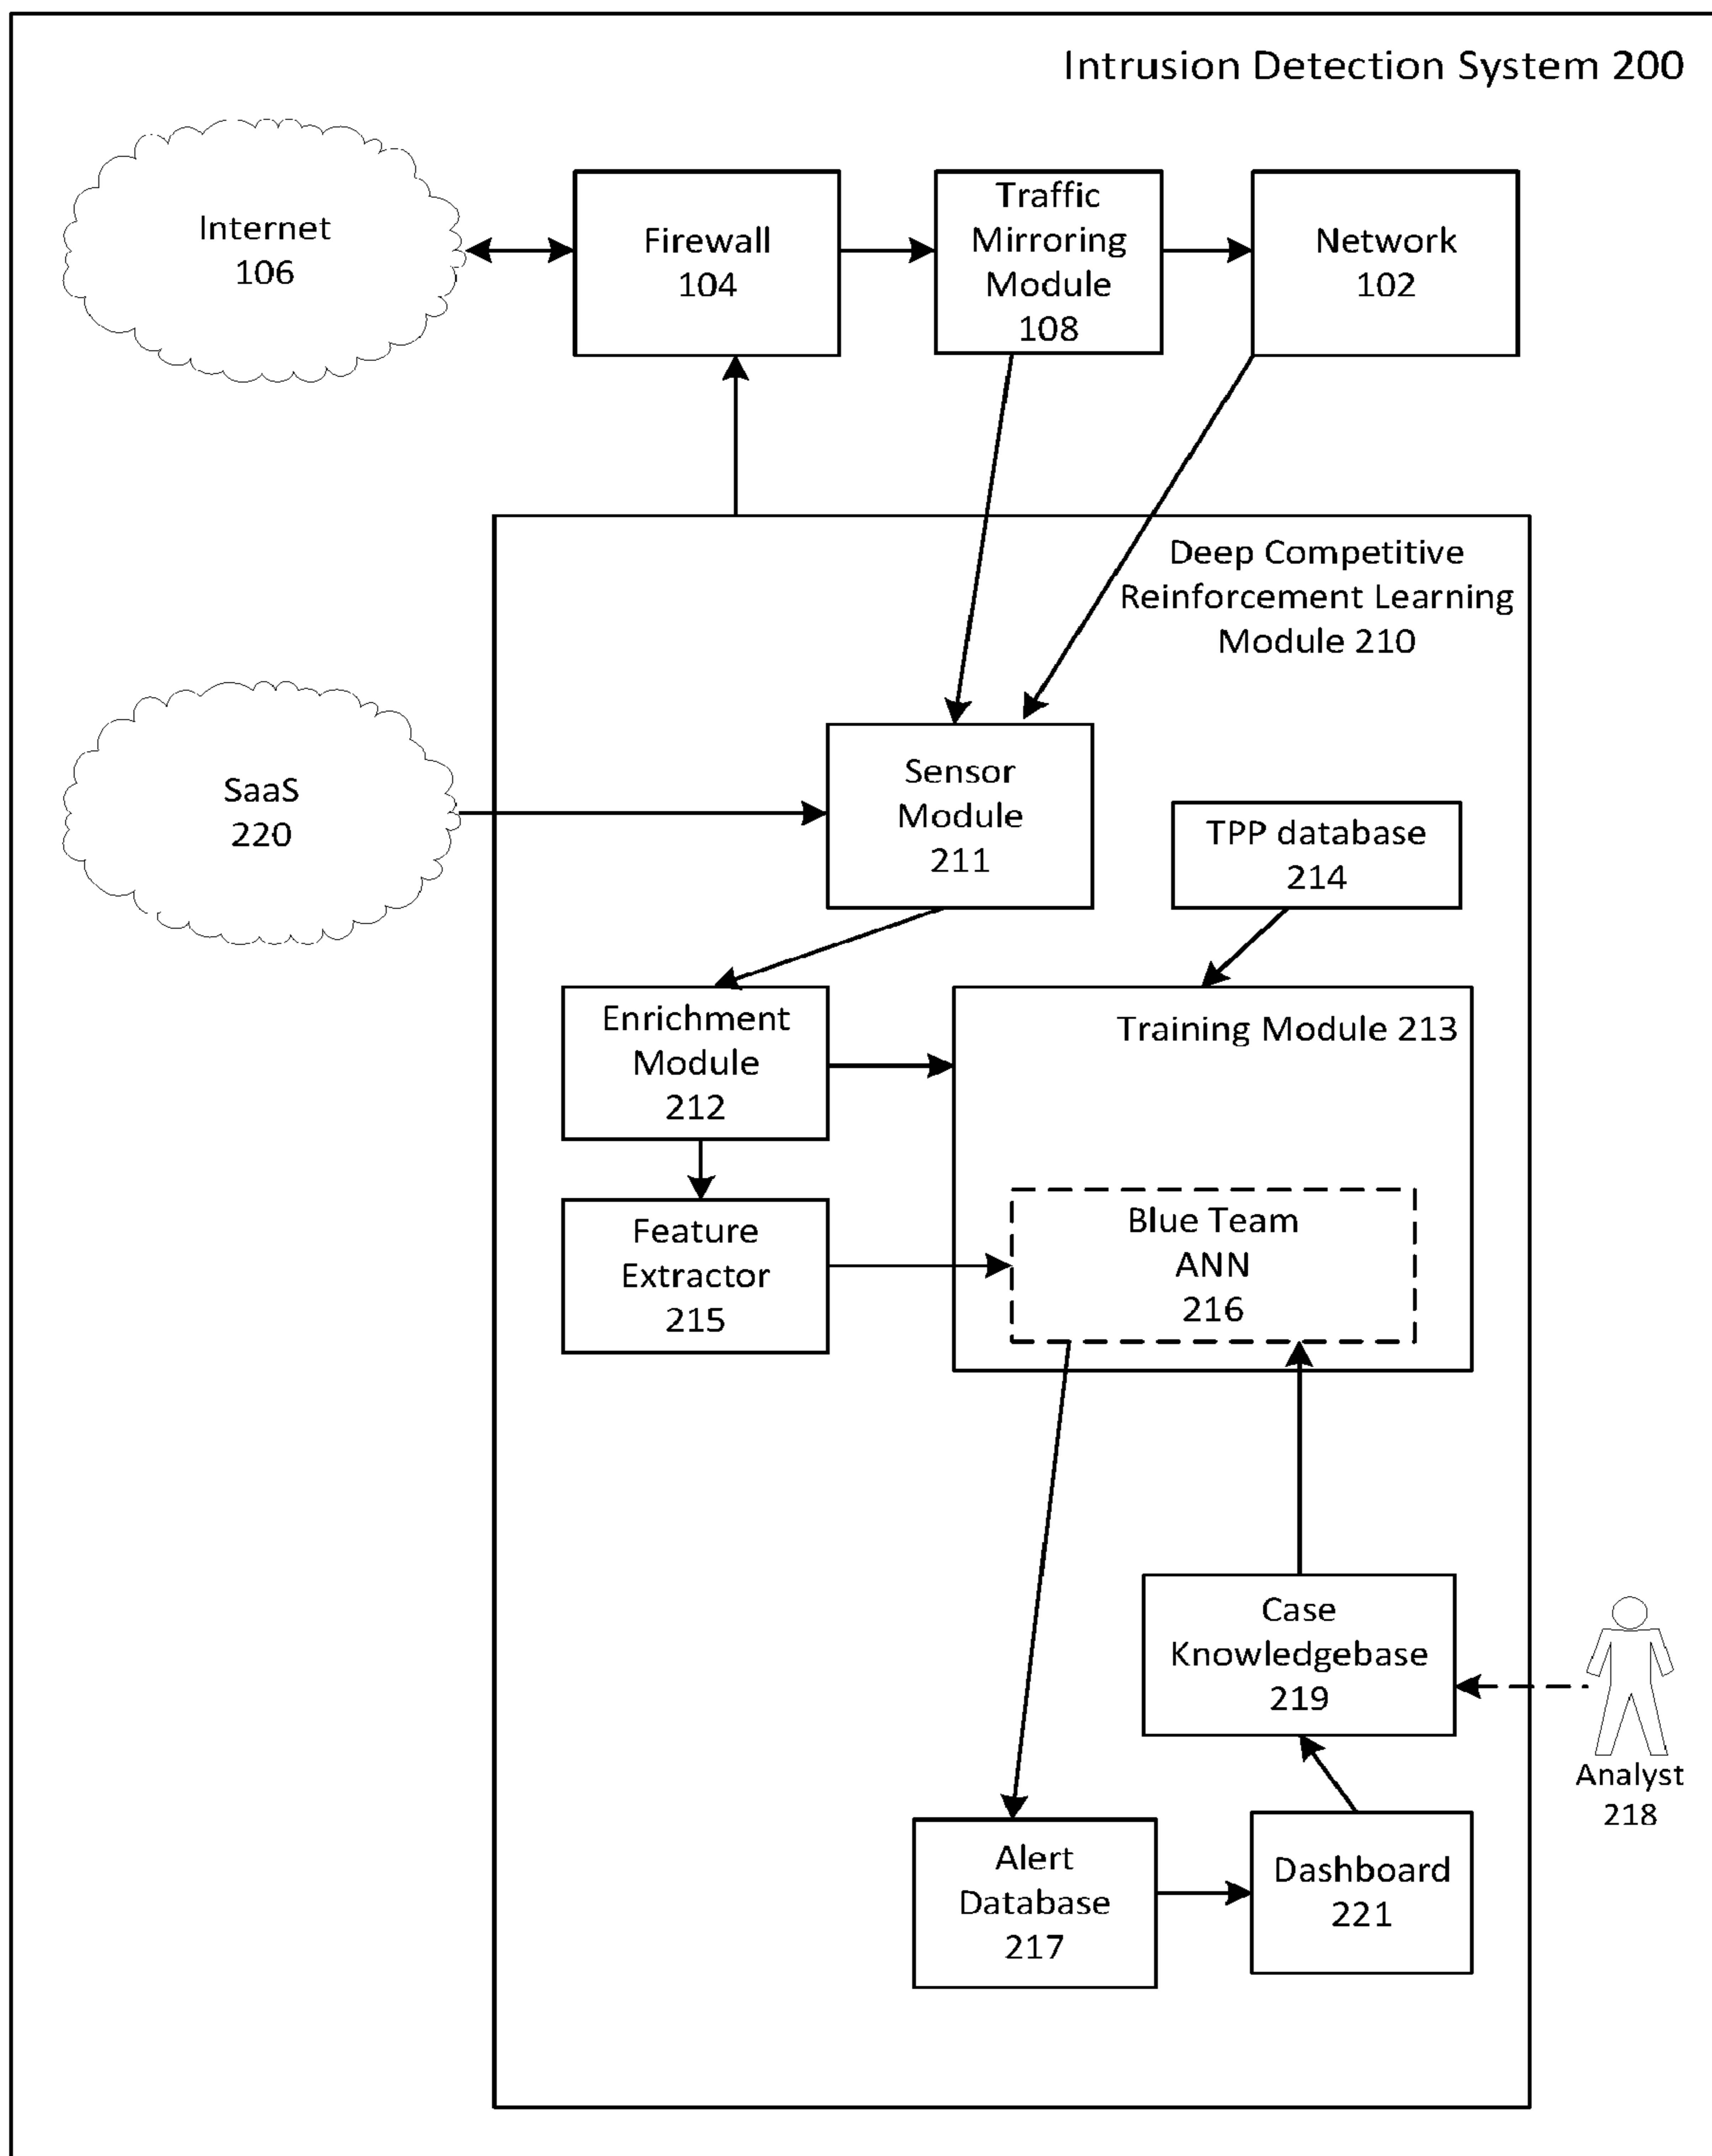 Intrusion Detection System 200
Internet
106
Firewall
104
Traffic
Mirroring
Module
108
Network
102
Deep Competitive
Reinforcement Learning
Module 210
SaaS
220
Sensor
Module
211
TPP database
214
Enrichment
Module
212
Training Module 213
Feature
Extractor
215
Blue Team
ANN
216
Case
Knowledgebase
219
Analyst
218
Alert
Database
217
Dashboard
221